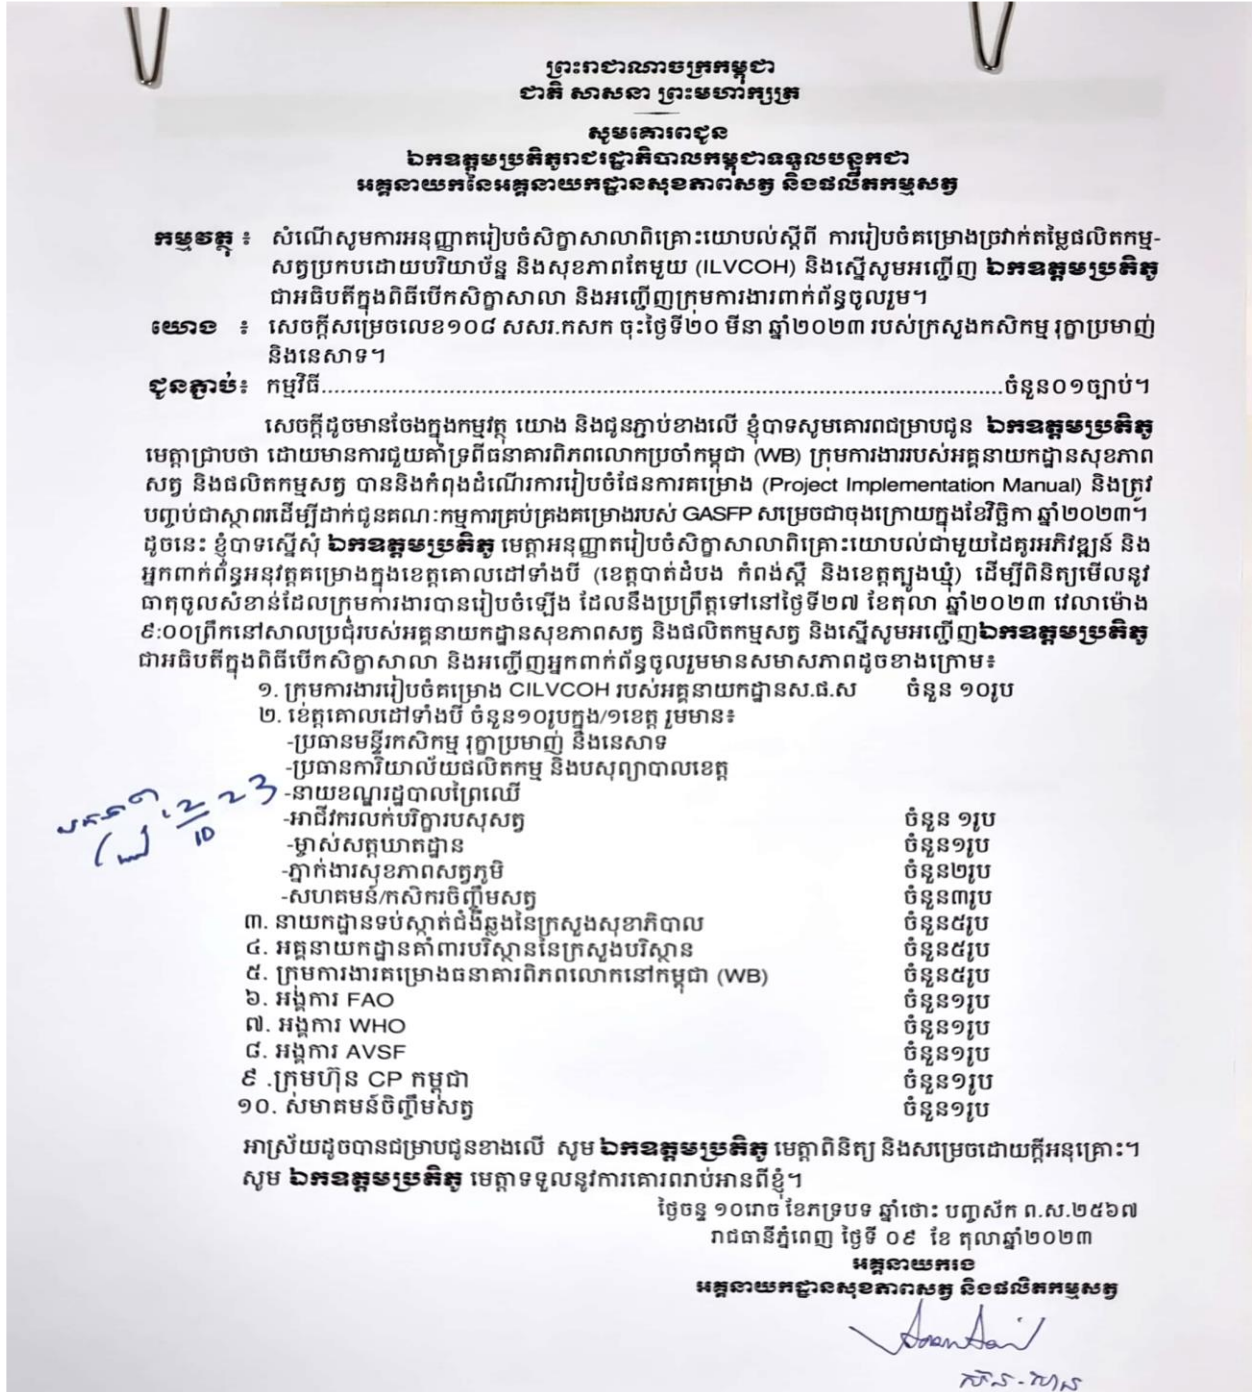 ព្រះរាជាណាចក្រកម្ពុជា
ជាតិ សាសនា ព្រះមហាក្សត្រ
សូមគោរពជូន
ឯកឧត្តមប្រតិភូរាជរដ្ឋាភិបាលកម្ពុជាទទួលបន្ទុកជា
អគ្គនាយកនៃអគ្គនាយកដ្ឋានសុខភាពសត្វ និងផលិតកម្មសត្វ
កម្មវត្ថុ ៖ សំណើសូមការអនុញ្ញាតរៀបចំសិក្ខាសាលាពិគ្រោះយោបល់ស្តីពី ការរៀបចំគម្រោងច្រវាក់តម្លៃផលិតកម្ម-
សត្វប្រកបដោយបរិយាប័ន្ន និងសុខភាពតែមួយ (ILVCOH) និងស្នើសូមអញ្ជើញ ឯកឧត្តមប្រតិភូ
ជាអធិបតីក្នុងពិធីបើកសិក្ខាសាលា និងអញ្ជើញក្រុមការងារពាក់ព័ន្ធចូលរួម។
យោង ៖ សេចក្តីសម្រេចលេខ១០៨ សសរ.កសក ចុះថ្ងៃទី២០ មីនា ឆ្នាំ២០២៣ របស់ក្រសួងកសិកម្ម រុក្ខាប្រមាញ់
និងនេសាទ។
ជូនភ្ជាប់៖ កម្មវិធី.....................................................................................ចំនួន០១ច្បាប់។
សេចក្តីដូចមានចែងក្នុងកម្មវត្ថុ យោង និងជូនភ្ជាប់ខាងលើ ខ្ញុំបាទសូមគោរពជម្រាបជូន ឯកឧត្តមប្រតិភូ
មេត្តាជ្រាបថា ដោយមានការជួយគាំទ្រពីធនាគារពិភពលោកប្រចាំកម្ពុជា (WB) ក្រុមការងាររបស់អគ្គនាយកដ្ឋានសុខភាព
សត្វ និងផលិតកម្មសត្វ បាននិងកំពុងដំណើរការរៀបចំផែនការគម្រោង (Project Implementation Manual) និងត្រូវ
បញ្ចប់ជាស្ថាពរដើម្បីដាក់ជូនគណៈកម្មការគ្រប់គ្រងគម្រោងរបស់ GASFP សម្រេចជាចុងក្រោយក្នុងខែវិច្ឆិកា ឆ្នាំ២០២៣។
ដូចនេះ ខ្ញុំបាទស្នើសុំ ឯកឧត្តមប្រតិភូ មេត្តាអនុញ្ញាតរៀបចំសិក្ខាសាលាពិគ្រោះយោបល់ជាមួយដៃគូរអភិវឌ្ឍន៍ និង
អ្នកពាក់ព័ន្ធអនុវត្តគម្រោងក្នុងខេត្តគោលដៅទាំងបី (ខេត្តបាត់ដំបង កំពង់ស្ពឺ និងខេត្តត្បូងឃ្មុំ) ដើម្បីពិនិត្យមើលនូវ
ធាតុចូលសំខាន់ដែលក្រុមការងារបានរៀបចំឡើង ដែលនឹងប្រព្រឹត្តទៅនៅថ្ងៃទី២៧ ខែតុលា ឆ្នាំ២០២៣ វេលាម៉ោង
៩:០០ព្រឹកនៅសាលប្រជុំរបស់អគ្គនាយកដ្ឋានសុខភាពសត្វ និងផលិតកម្មសត្វ និងស្នើសូមអញ្ជើញឯកឧត្តមប្រតិភូ
ជាអធិបតីក្នុងពិធីបើកសិក្ខាសាលា និងអញ្ជើញអ្នកពាក់ព័ន្ធចូលរួមមានសមាសភាពដូចខាងក្រោម៖
១. ក្រុមការងាររៀបចំគម្រោង CILVCOH របស់អគ្គនាយកដ្ឋានស.ផ.ស ចំនួន ១០រូប
២. ខេត្តគោលដៅទាំងបី ចំនួន១០រូបក្នុង/១ខេត្ត រួមមាន៖
-ប្រធានមន្ទីរកសិកម្ម រុក្ខាប្រមាញ់ និងនេសាទ
-ប្រធានការិយាល័យផលិតកម្ម និងបសុព្យាបាលខេត្ត
-នាយខណ្ឌរដ្ឋបាលព្រៃឈើ
-អាជីវករលក់បរិក្ខារបសុសត្វ ចំនួន ១រូប
-ម្ចាស់សត្តឃាតដ្ឋាន ចំនួន១រូប
-ភ្នាក់ងារសុខភាពសត្វភូមិ ចំនួន២រូប
-សហគមន៍/កសិករចិញ្ចឹមសត្វ ចំនួន៣រូប
2 23
10
៣. នាយកដ្ឋានទប់ស្កាត់ជំងឺឆ្លងនៃក្រសួងសុខាភិបាល ចំនួន៥រូប
៤. អគ្គនាយកដ្ឋានគាំពារបរិស្ថាននៃក្រសួងបរិស្ថាន ចំនួន៥រូប
៥. ក្រុមការងារគម្រោងធនាគារពិភពលោកនៅកម្ពុជា (WB) ចំនួន៥រូប
៦. អង្គការ FAO ចំនួន១រូប
៧. អង្គការ WHO ចំនួន១រូប
៨. អង្គការ AVSF ចំនួន១រូប
៩ .ក្រុមហ៊ុន CP កម្ពុជា ចំនួន១រូប
១០. សមាគមន៍ចិញ្ចឹមសត្វ ចំនួន១រូប
អាស្រ័យដូចបានជម្រាបជូនខាងលើ សូម ឯកឧត្តមប្រតិភូ មេត្តាពិនិត្យ និងសម្រេចដោយក្តីអនុគ្រោះ។
សូម ឯកឧត្តមប្រតិភូ មេត្តាទទួលនូវការគោរពរាប់អានពីខ្ញុំ។
ថ្ងៃចន្ទ ១០រោច ខែភទ្របទ ឆ្នាំថោះ បញ្ចស័ក ព.ស.២៥៦៧
រាជធានីភ្នំពេញ ថ្ងៃទី ០៩ ខែ តុលាឆ្នាំ២០២៣
អគ្គនាយករង
អគ្គនាយកដ្ឋានសុខភាពសត្វ និងផលិតកម្មសត្វ